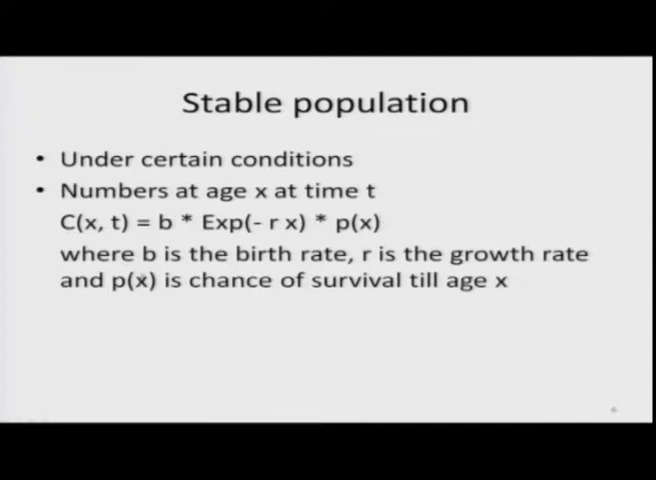 Stable population
• Under certain conditions
• Numbers at age x at time t
C(x, t) = b * Exp(- r x) * p(x)
where b is the birth rate, r is the growth rate
and p(x) is chance of survival till age x
6